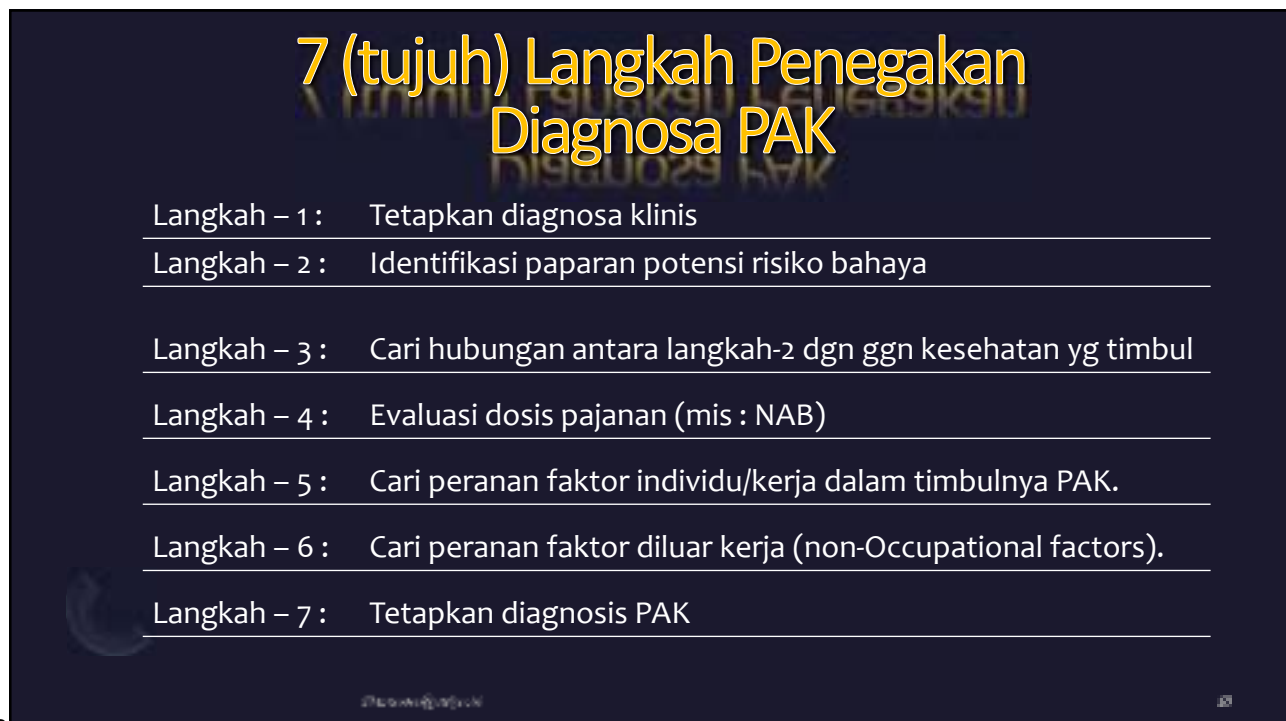 7 (tujuh) Langkah Penegakan
Diagnosa PAK
Langkah – 1 : Tetapkan diagnosa klinis
Langkah – 2 : Identifikasi paparan potensi risiko bahaya
Langkah – 3 : Cari hubungan antara langkah-2 dgn ggn kesehatan yg timbul
Langkah – 4 : Evaluasi dosis pajanan (mis : NAB)
Langkah – 5 : Cari peranan faktor individu/kerja dalam timbulnya PAK.
Langkah – 6 : Cari peranan faktor diluar kerja (non-Occupational factors).
Langkah – 7 : Tetapkan diagnosis PAK